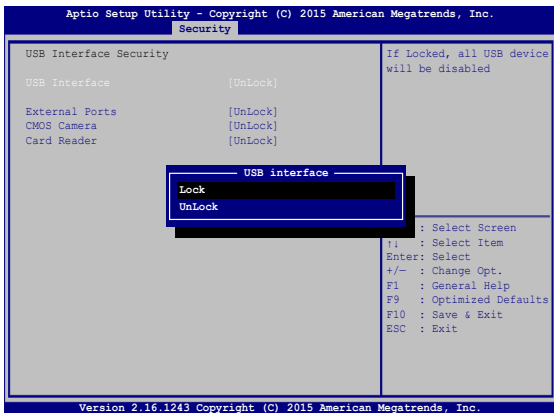 Aptio Setup Utility - Copyright (C) 2015 American Megatrends, Inc.
Security
USB Interface Security
USB Interface [UnLock]
External Ports [UnLock]
CMOS Camera [UnLock]
Card Reader [UnLock]
If Locked, all USB device
will be disabled
USB interface
Lock
UnLock
: Select Screen
↑↓ : Select Item
Enter: Select
+/— : Change Opt.
F1 : General Help
F9 : Optimized Defaults
F10 : Save & Exit
ESC : Exit
Version 2.16.1243 Copyright (C) 2015 American Megatrends, Inc.